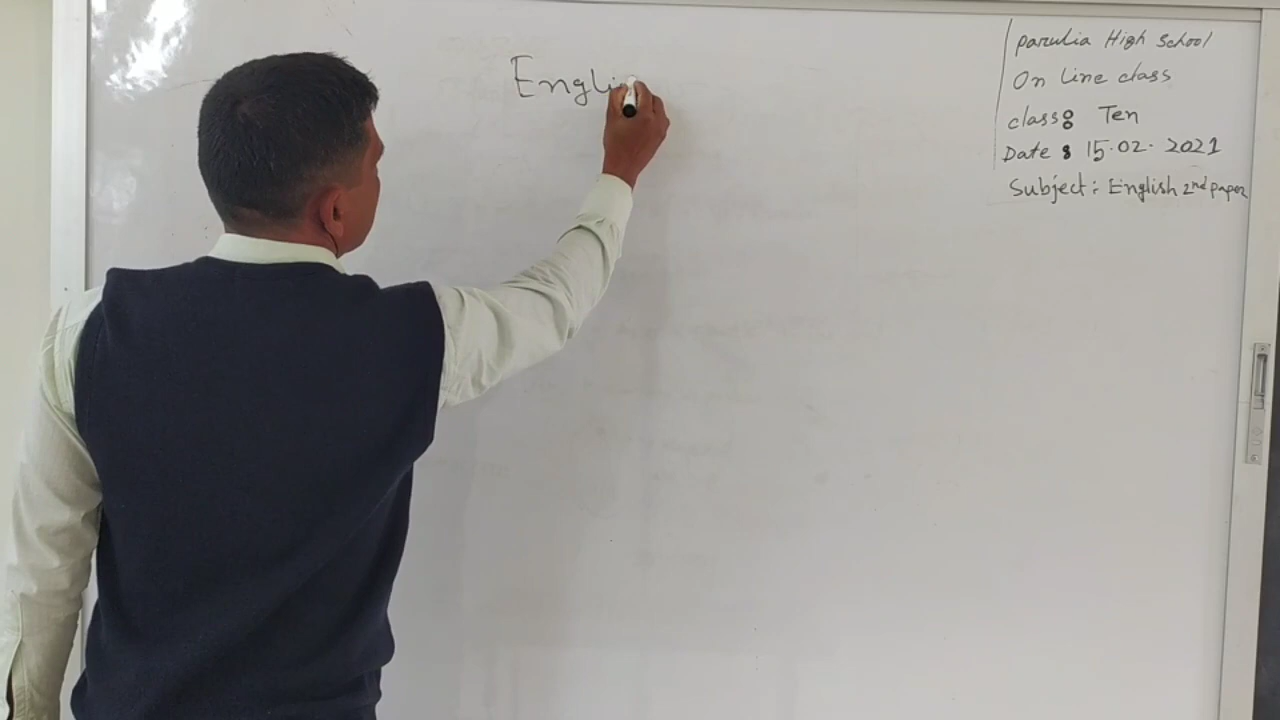 Engli
Parulia High School
On Line class
class: Ten
Date : 15.02.2021
Subject: English 2nd paper